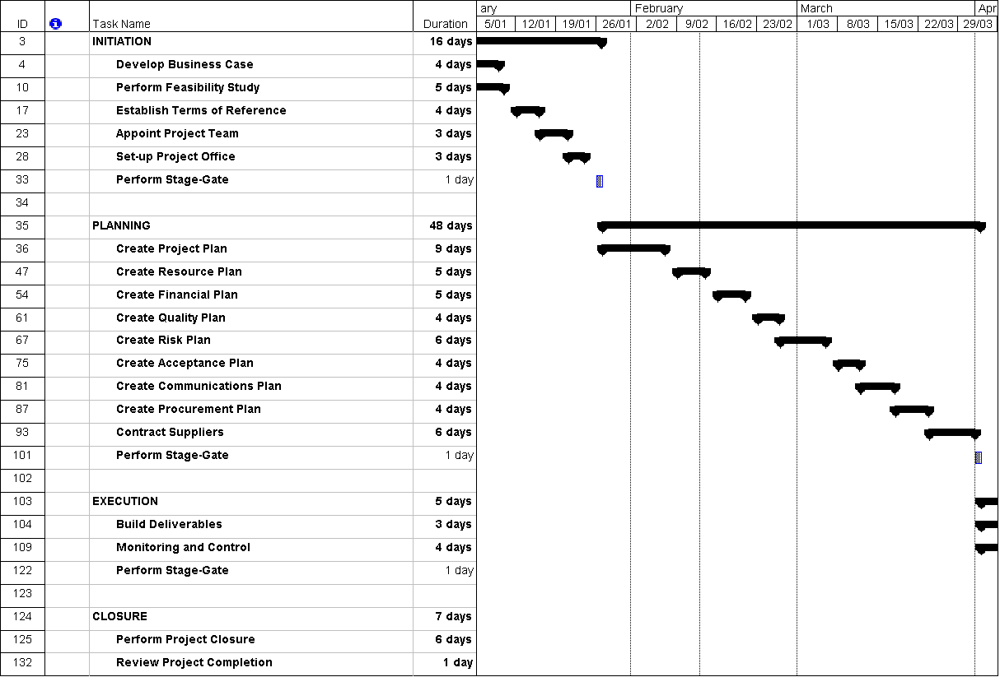 ary February March Apr
ID i Task Name Duration 5/01 12/01 19/01 26/01 2/02 9/02 16/02 23/02 1/03 8/03 15/03 22/03 29/03
3 INITIATION 16 days
4 Develop Business Case 4 days
10 Perform Feasibility Study 5 days
17 Establish Terms of Reference 4 days
23 Appoint Project Team 3 days
28 Set-up Project Office 3 days
33 Perform Stage-Gate 1 day
34
35 PLANNING 48 days
36 Create Project Plan 9 days
47 Create Resource Plan 5 days
54 Create Financial Plan 5 days
61 Create Quality Plan 4 days
67 Create Risk Plan 6 days
75 Create Acceptance Plan 4 days
81 Create Communications Plan 4 days
87 Create Procurement Plan 4 days
93 Contract Suppliers 6 days
101 Perform Stage-Gate 1 day
102
103 EXECUTION 5 days
104 Build Deliverables 3 days
109 Monitoring and Control 4 days
122 Perform Stage-Gate 1 day
123
124 CLOSURE 7 days
125 Perform Project Closure 6 days
132 Review Project Completion 1 day